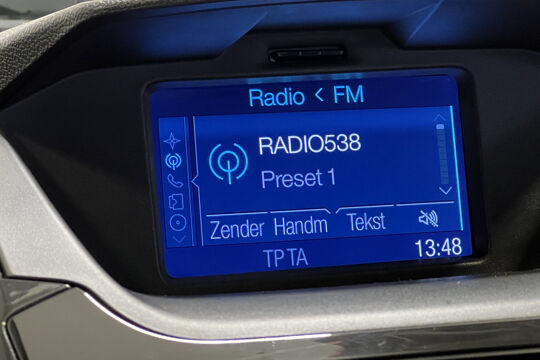 Radio < FM
RADIO538
Preset 1
Zender Handm Tekst
TP TA 13:48